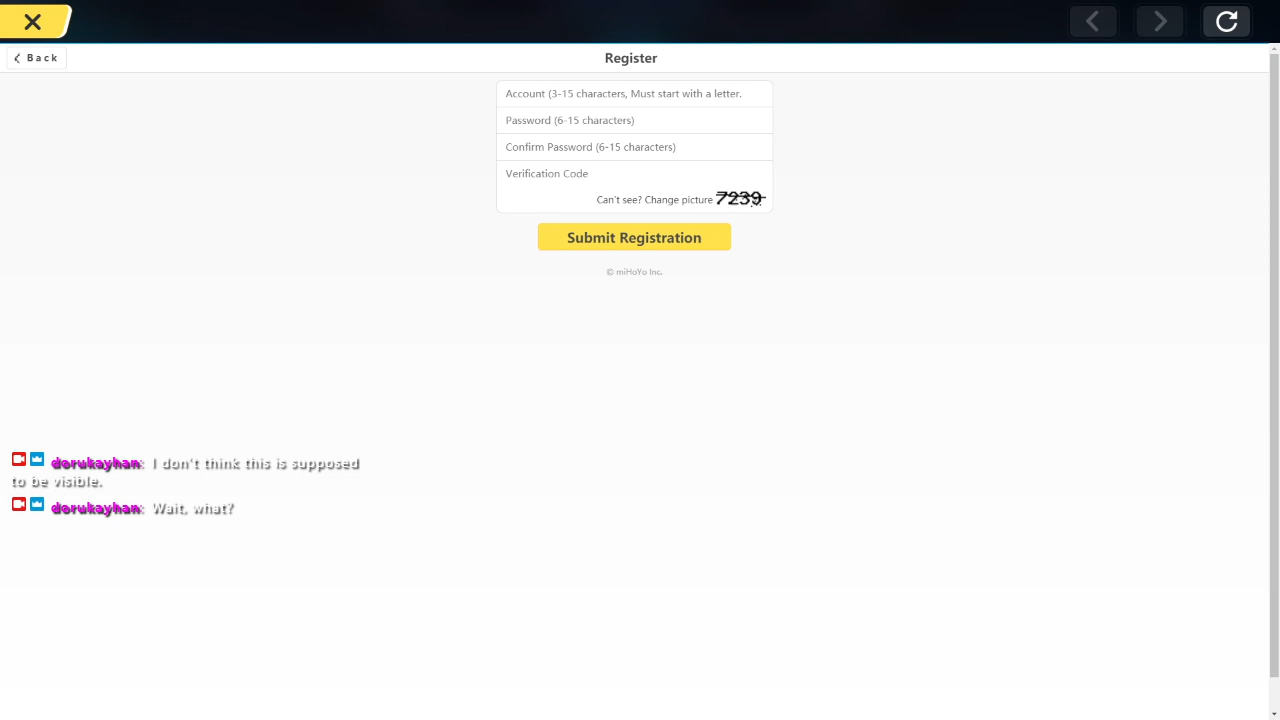 Back
Register
Account (3-15 characters, Must start with a letter.
Password (6-15 characters)
Confirm Password (6-15 characters)
Verification Code
Can't see? Change picture 7239
Submit Registration
© miHoYo Inc.
dorukayhan: I don't think this is supposed
to be visible.
dorukayhan: Wait, what?